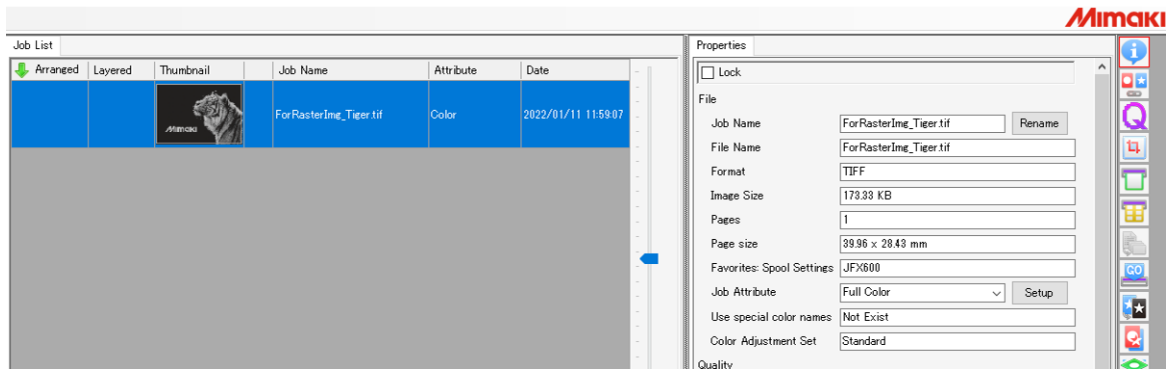 Mimaki
Job List
Arranged Layered Thumbnail Job Name Attribute Date
Mimaki
ForRasterImg_Tiger.tif Color 2022/01/11 11:59:07
Properties
Lock
File
Job Name ForRasterImg_Tiger.tif Rename
File Name ForRasterImg_Tiger.tif
Format TIFF
Image Size 173.33 KB
Pages 1
Page size 39.96 x 28.43 mm
Favorites: Spool Settings JFX600
Job Attribute Full Color Setup
Use special color names Not Exist
Color Adjustment Set Standard
Quality
i
Q
GO